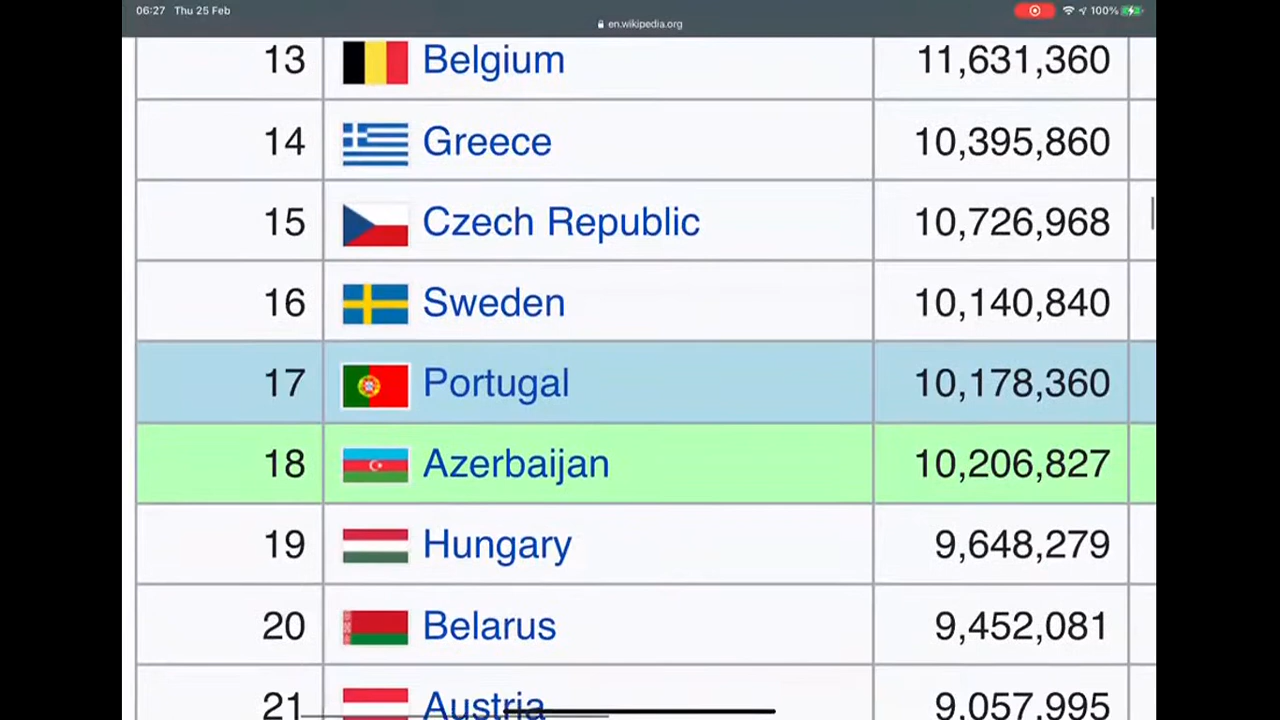 06:27 Thu 25 Feb 100%
en.wikipedia.org
13 Belgium 11,631,360
14 Greece 10,395,860
15 Czech Republic 10,726,968
16 Sweden 10,140,840
17 Portugal 10,178,360
18 Azerbaijan 10,206,827
19 Hungary 9,648,279
20 Belarus 9,452,081
21 Austria 9,057,995